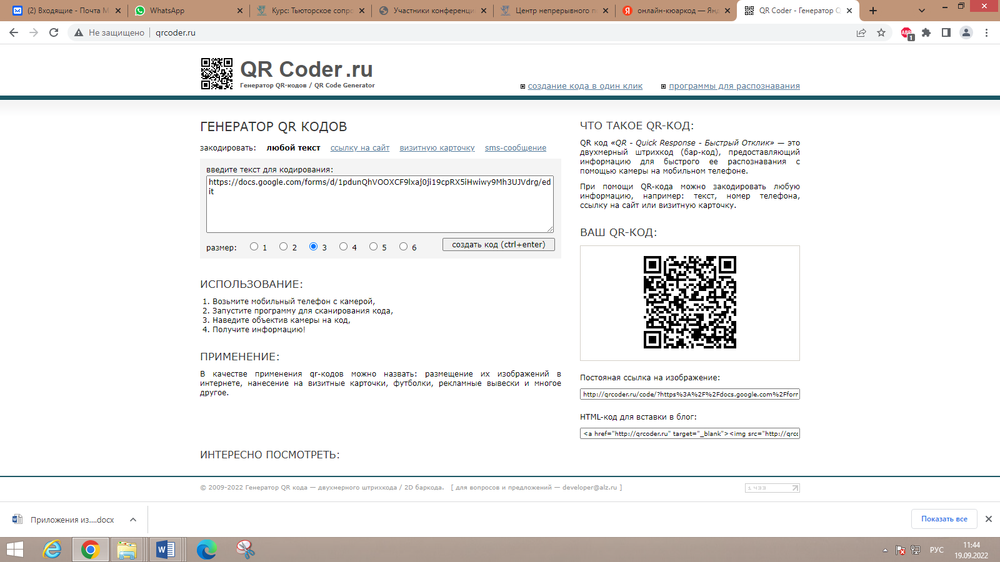 (2) Входящие - Почта M
WhatsApp
Курс: Тьюторское сопро
Участники конференци
Центр непрерывного п
онлайн-кюаркод — Янд
QR Coder - Генератор Q
Не защищено
qrcoder.ru
ABP
1
QR Coder.ru
Генератор QR-кодов / QR Code Generator
создание кода в один клик
программы для распознавания
ГЕНЕРАТОР QR КОДОВ
закодировать: любой текст ссылку на сайт визитную карточку sms-сообщение
введите текст для кодирования:
https://docs.google.com/forms/d/1pdunQhVOOXCF9lxaj0ji19cpRX5iHwiwy9Mh3UJVdrg/ed
it
размер: 1 2 3 4 5 6
создать код (ctrl+enter)
ИСПОЛЬЗОВАНИЕ:
1. Возьмите мобильный телефон с камерой,
2. Запустите программу для сканирования кода,
3. Наведите объектив камеры на код,
4. Получите информацию!
ПРИМЕНЕНИЕ:
В качестве применения qr-кодов можно назвать: размещение их изображений в
интернете, нанесение на визитные карточки, футболки, рекламные вывески и многое
другое.
ИНТЕРЕСНО ПОСМОТРЕТЬ:
ЧТО ТАКОЕ QR-КОД:
QR код «QR - Quick Response - Быстрый Отклик» — это
двухмерный штрихкод (бар-код), предоставляющий
информацию для быстрого ее распознавания с
помощью камеры на мобильном телефоне.
При помощи QR-кода можно закодировать любую
информацию, например: текст, номер телефона,
ссылку на сайт или визитную карточку.
ВАШ QR-КОД:
Постояная ссылка на изображение:
http://qrcoder.ru/code/?https%3A%2F%2Fdocs.google.com%2Fforr
HTML-код для вставки в блог:
<a href="http://qrcoder.ru" target="_blank"><img src="http://qrcc
© 2009-2022 Генератор QR кода — двухмерного штрихкода / 2D баркода. [ для вопросов и предложений — developer@alz.ru ]
1 433
Приложения из....docx
Показать все
РУС
11:44
19.09.2022